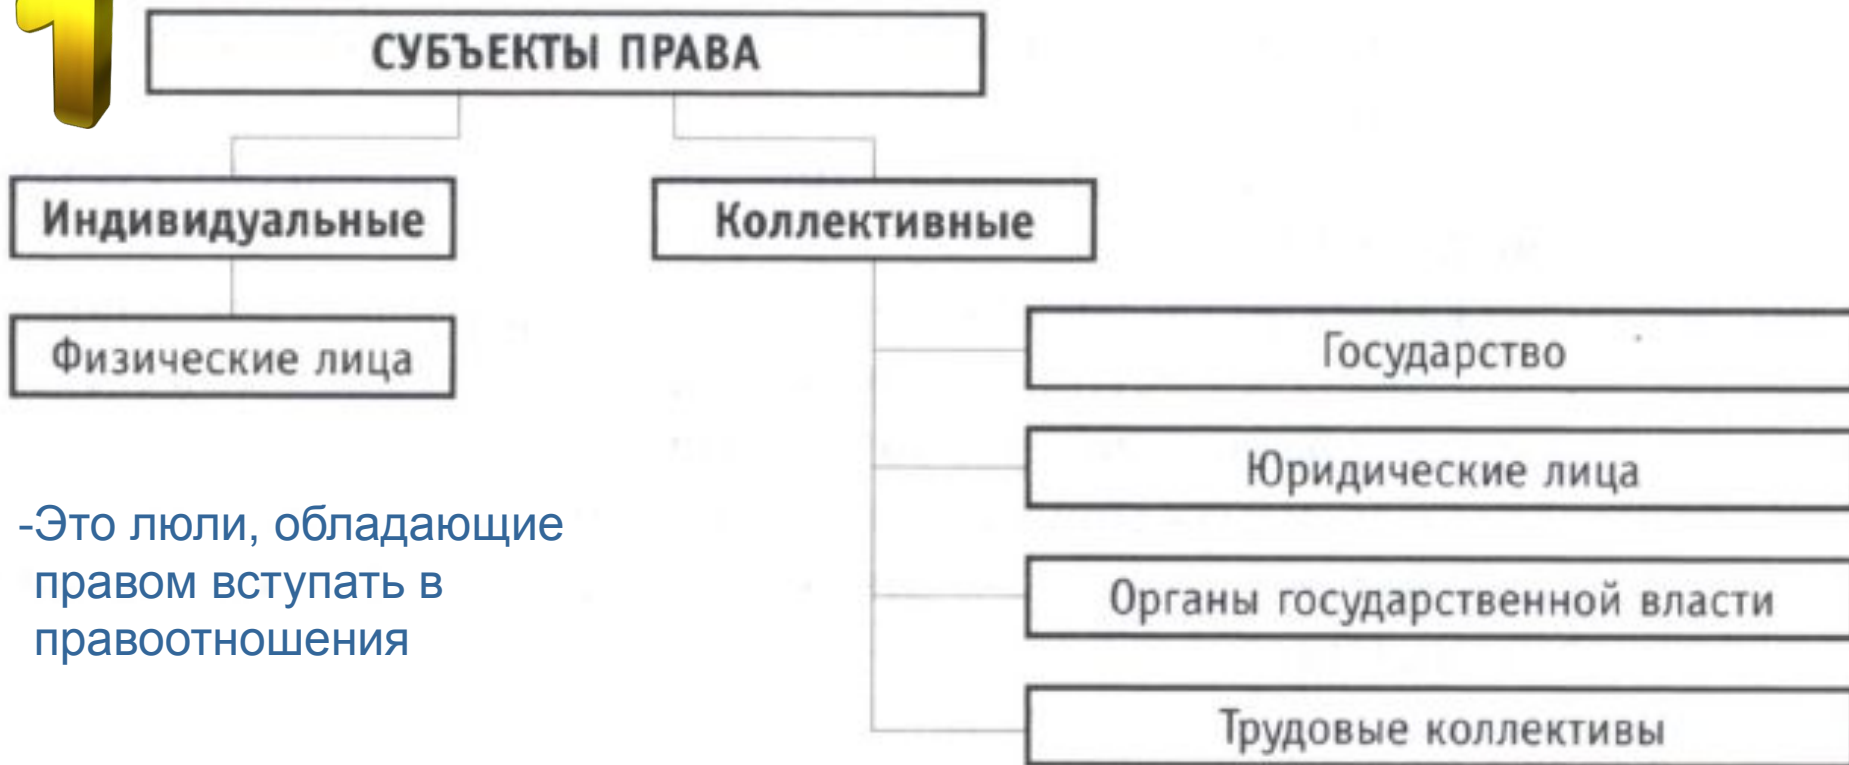 1
СУБЪЕКТЫ ПРАВА
Индивидуальные
Коллективные
Физические лица
Государство
Юридические лица
Органы государственной власти
Трудовые коллективы
-Это люли, обладающие
правом вступать в
правоотношения